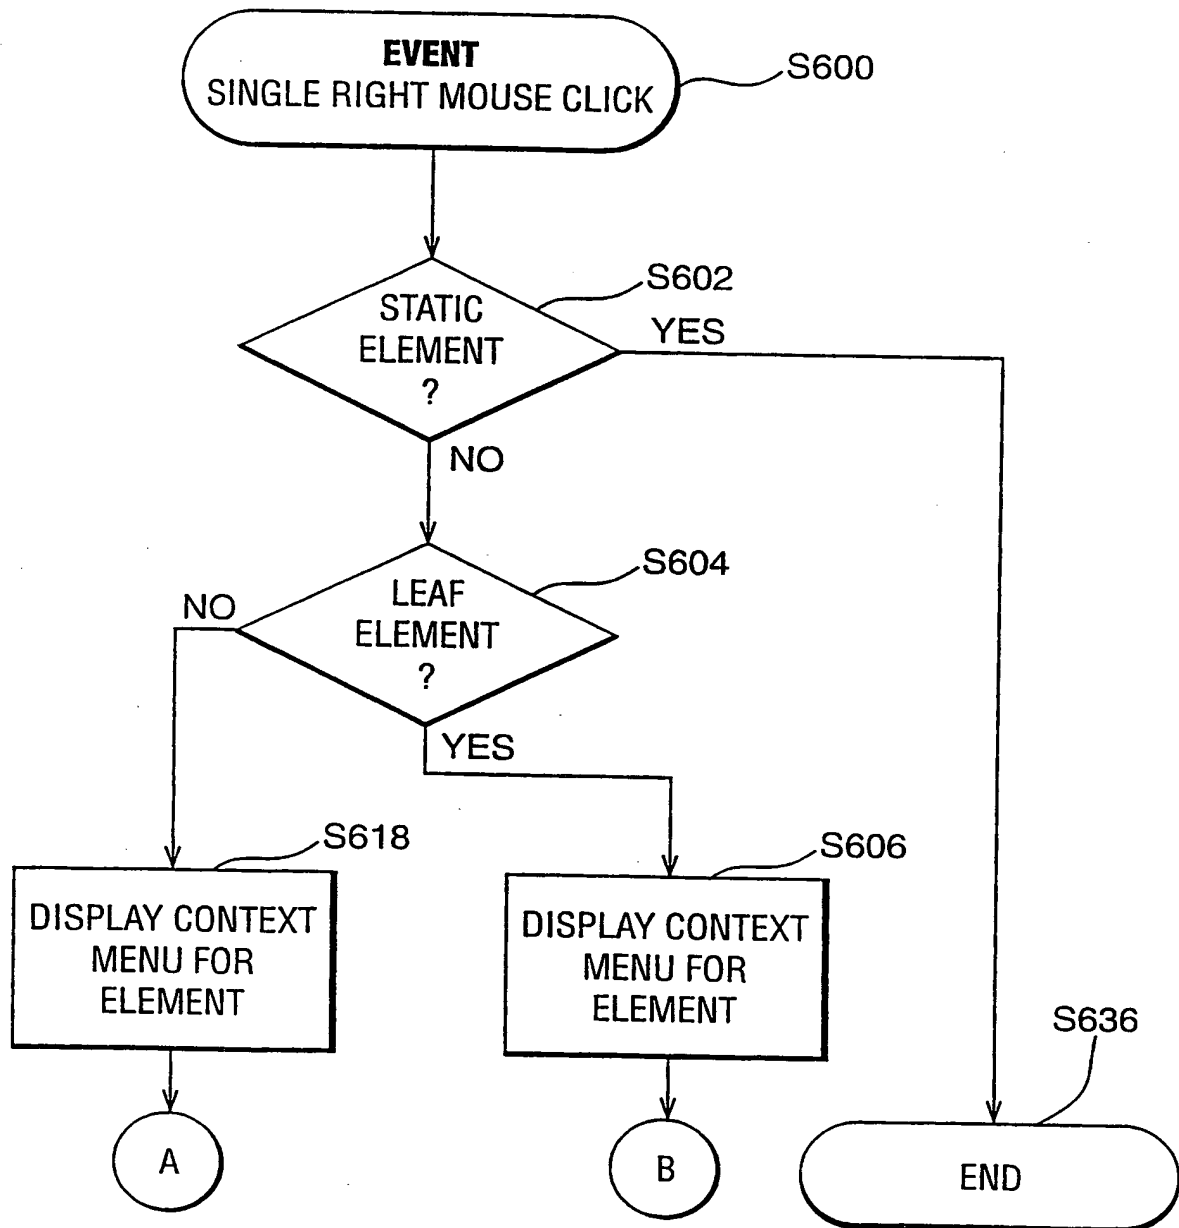 EVENT
SINGLE RIGHT MOUSE CLICK
S600
S602
STATIC
ELEMENT
?
YES
NO
S604
LEAF
ELEMENT
?
NO
YES
S618
DISPLAY CONTEXT
MENU FOR
ELEMENT
S606
DISPLAY CONTEXT
MENU FOR
ELEMENT
S636
A
B
END